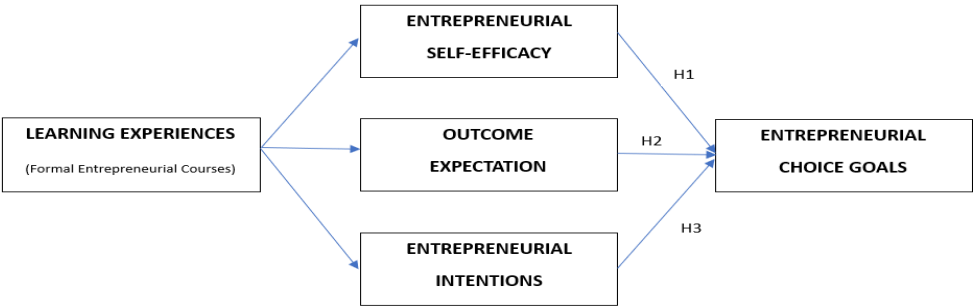 LEARNING EXPERIENCES
(Formal Entrepreneurial Courses)
ENTREPRENEURIAL
SELF-EFFICACY
OUTCOME
EXPECTATION
ENTREPRENEURIAL
INTENTIONS
H1
H2
H3
ENTREPRENEURIAL
CHOICE GOALS